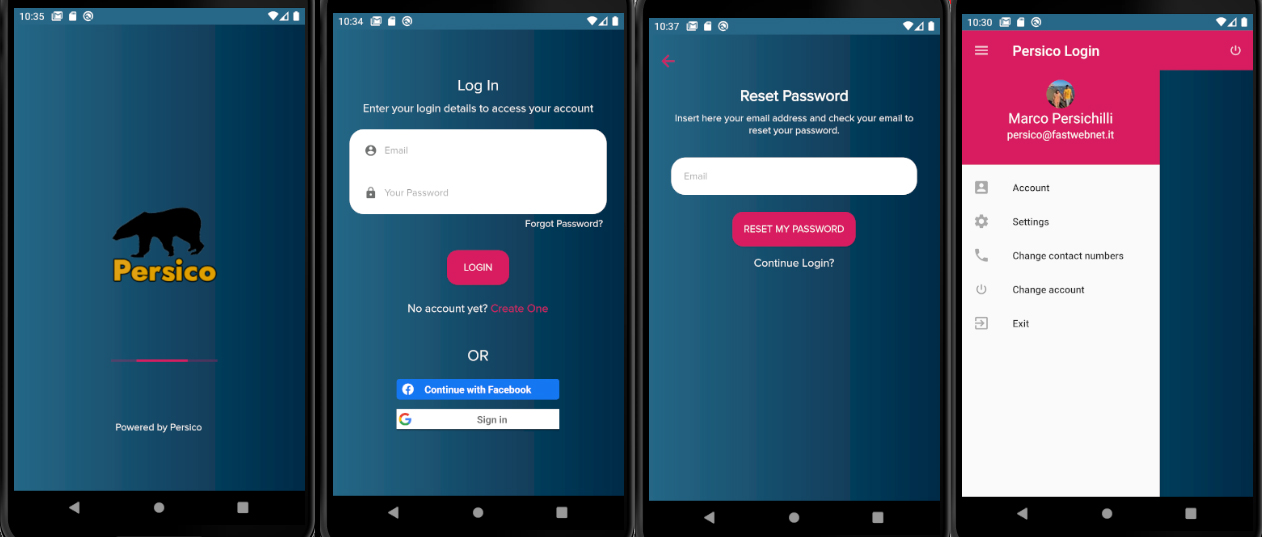 10:35
Persico
Powered by Persico
10:34
Log In
Enter your login details to access your account
Email
Your Password
Forgot Password?
LOGIN
No account yet? Create One
OR
Continue with Facebook
Sign in
10:37
Reset Password
Insert here your email address and check your email to
reset your password.
Email
RESET MY PASSWORD
Continue Login?
10:30
Persico Login
Marco Persichilli
persico@fastwebnet.it
Account
Settings
Change contact numbers
Change account
Exit